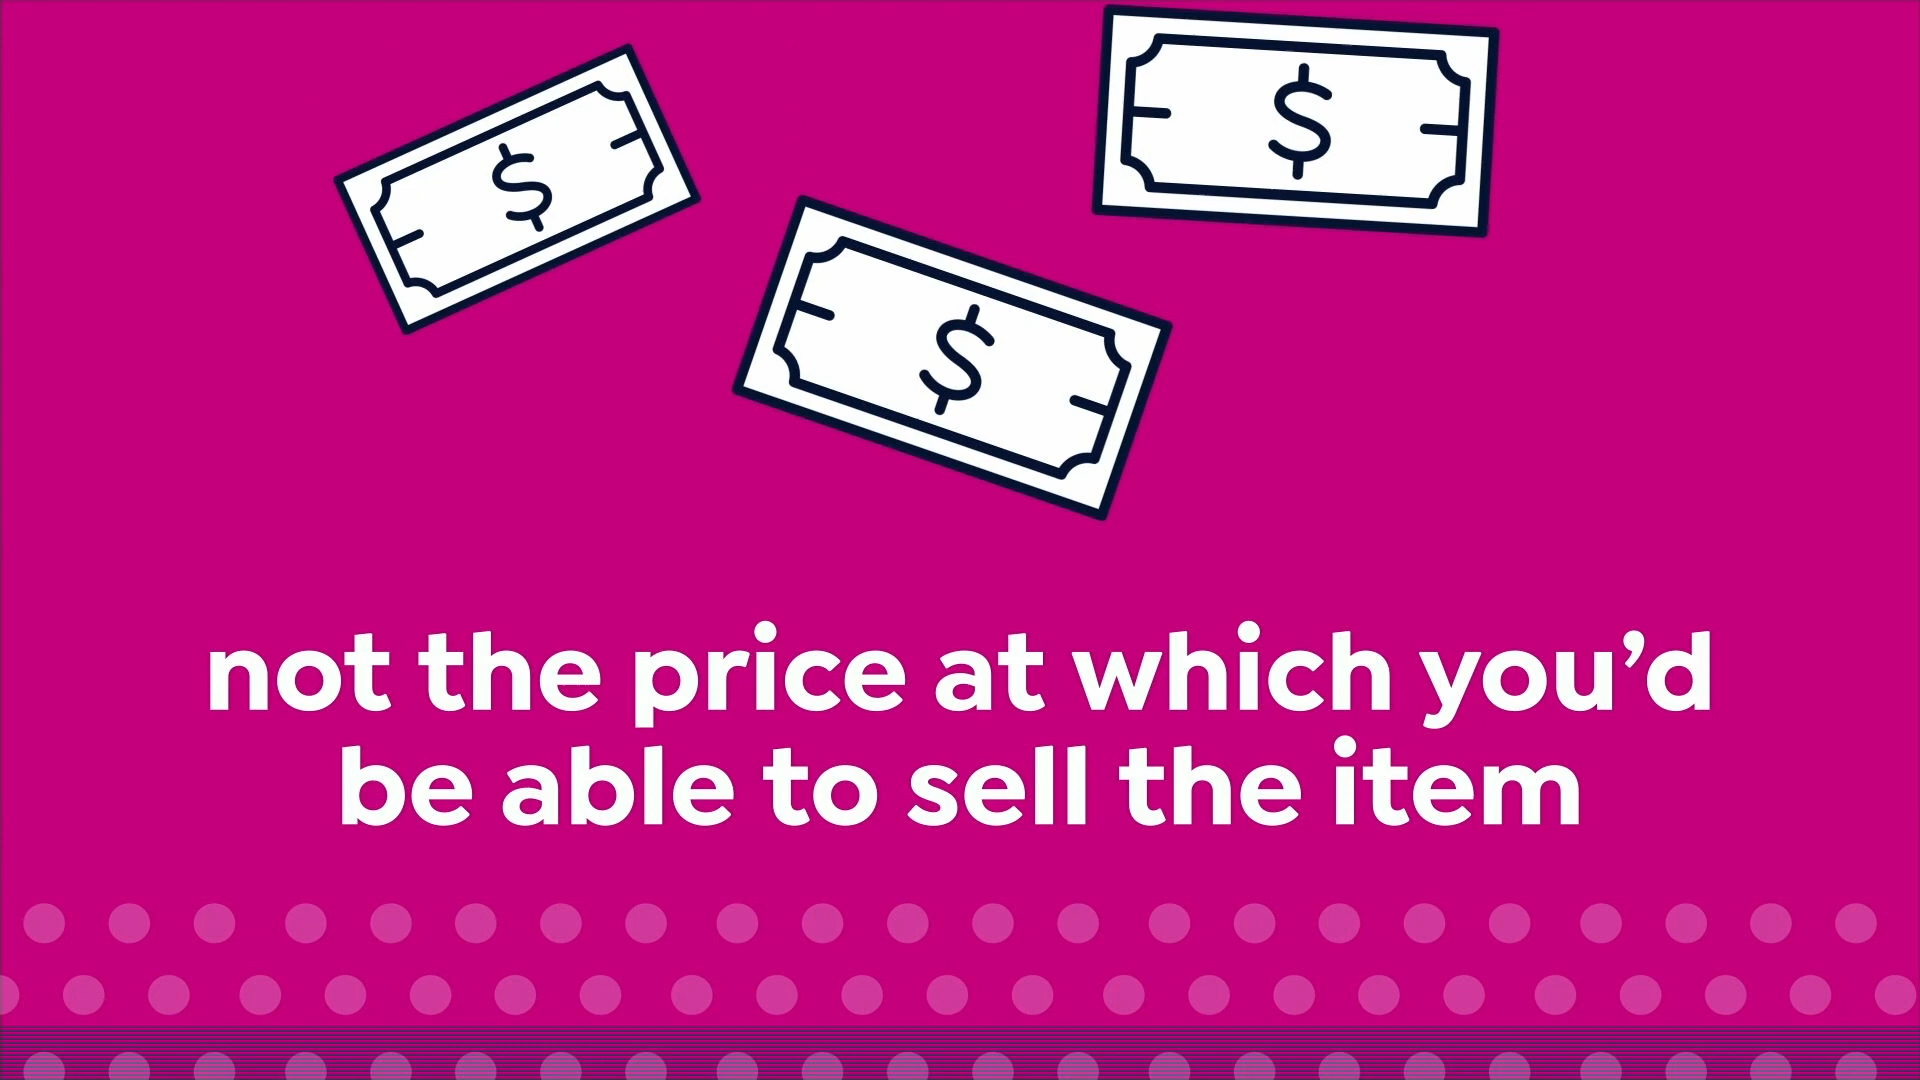 $
$
$
not the price at which you’d
be able to sell the item